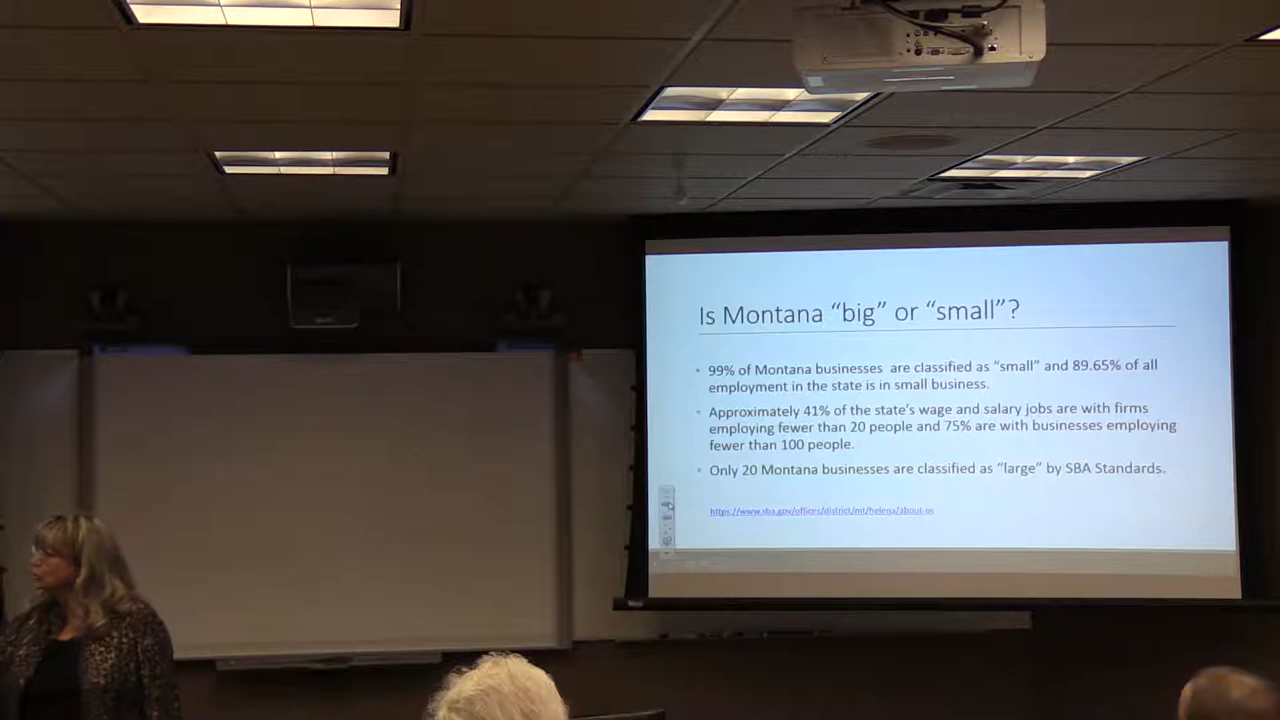 Is Montana “big” or “small”?
• 99% of Montana businesses are classified as “small” and 89.65% of all
employment in the state is in small business.
• Approximately 41% of the state’s wage and salary jobs are with firms
employing fewer than 20 people and 75% are with businesses employing
fewer than 100 people.
• Only 20 Montana businesses are classified as “large” by SBA Standards.
https://www.sba.gov/offices/district/mt/helena/about-us